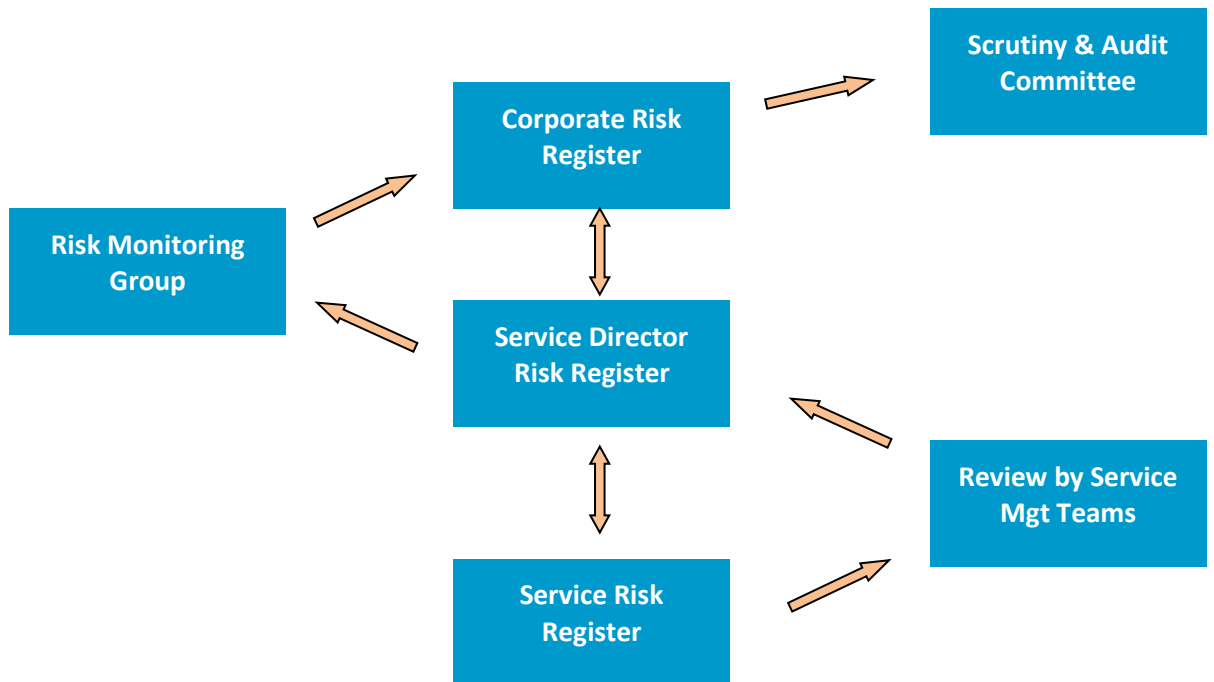 Scrutiny & Audit
Committee
Corporate Risk
Register
Risk Monitoring
Group
Service Director
Risk Register
Review by Service
Mgt Teams
Service Risk
Register